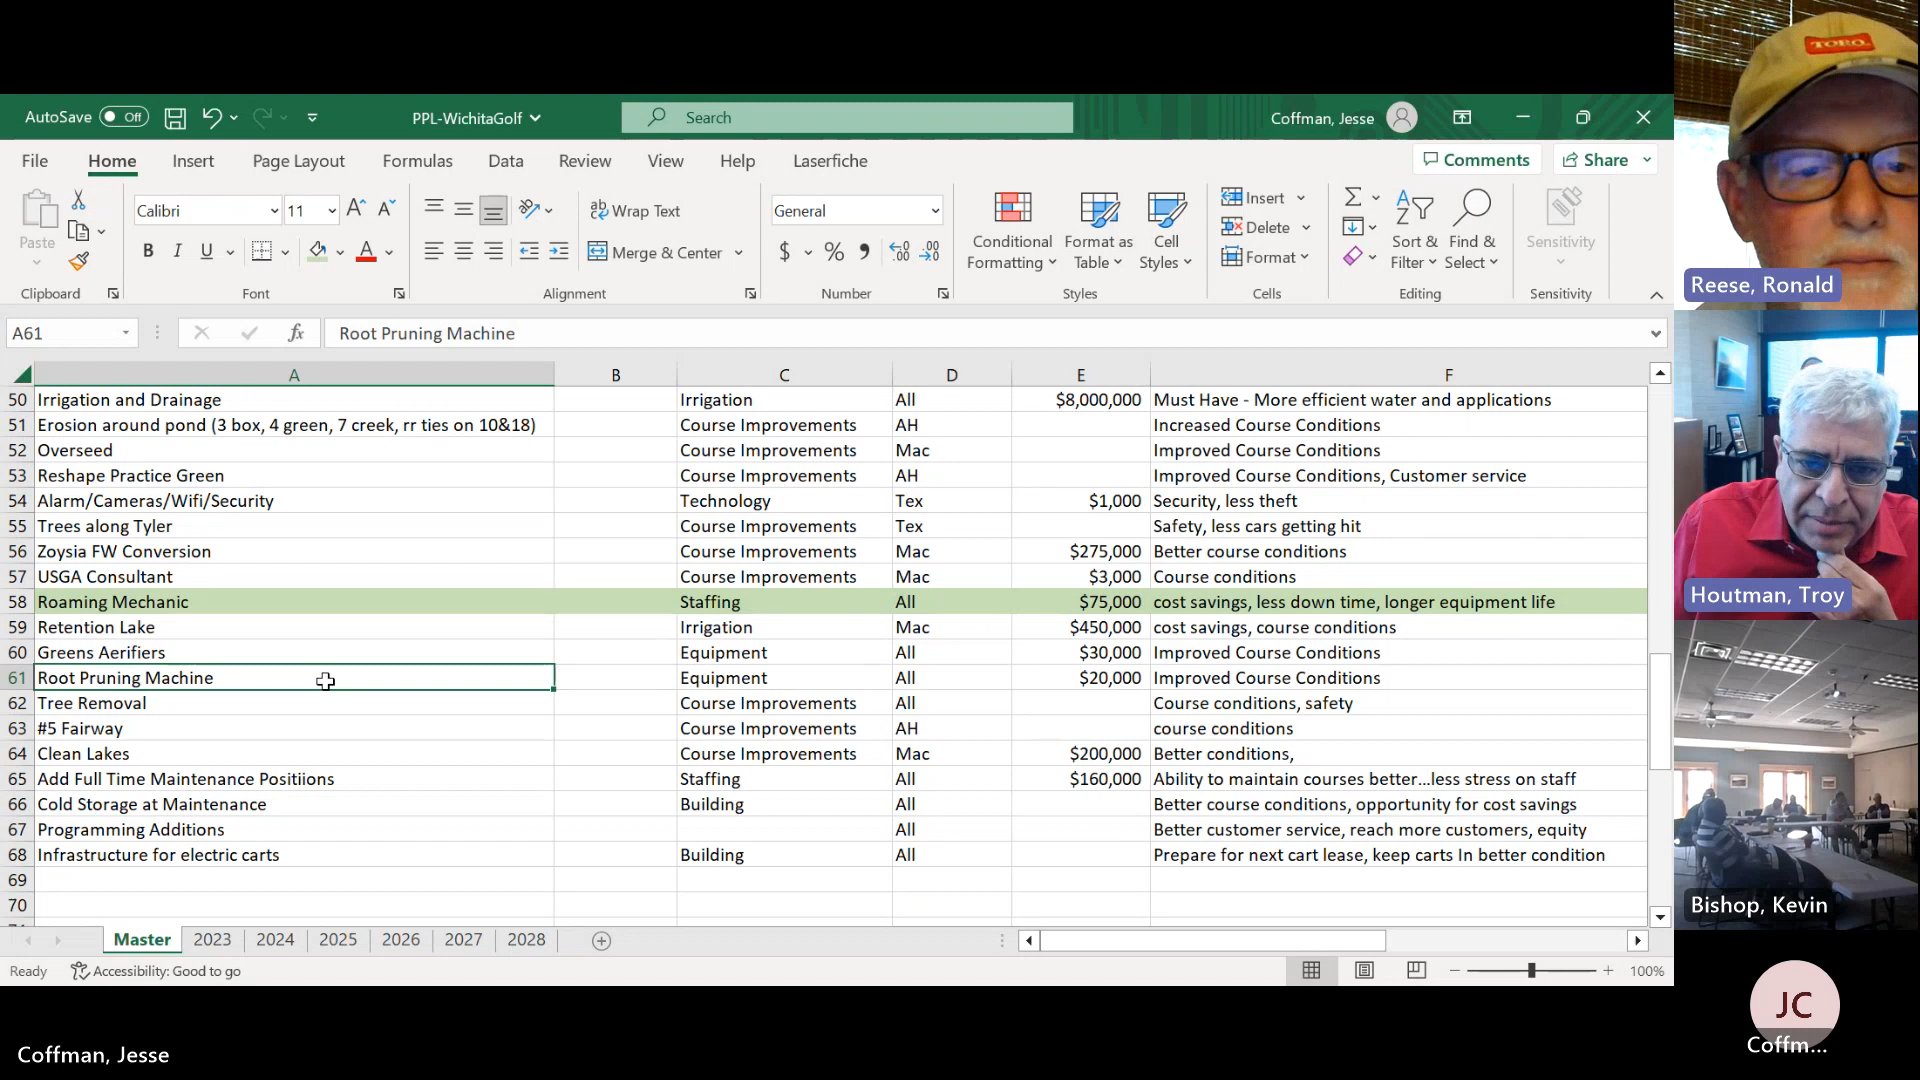 AutoSave Off PPL-WichitaGolf Search Coffman, Jesse
File Home Insert Page Layout Formulas Data Review View Help Laserfiche Comments Share
Paste Calibri 11 Wrap Text General Conditional Formatting Format as Table Cell Styles Insert Sort & Filter Find & Select Sensitivity
B I U Merge & Center $ % Delete
Format
Clipboard Font Alignment Number Styles Cells Editing Sensitivity
A61 fx Root Pruning Machine
A B C D E F
50 Irrigation and Drainage Irrigation All $8,000,000 Must Have - More efficient water and applications
51 Erosion around pond (3 box, 4 green, 7 creek, rr ties on 10&18) Course Improvements AH Increased Course Conditions
52 Overseed Course Improvements Mac Improved Course Conditions
53 Reshape Practice Green Course Improvements AH Improved Course Conditions, Customer service
54 Alarm/Cameras/Wifi/Security Technology Tex $1,000 Security, less theft
55 Trees along Tyler Course Improvements Tex Safety, less cars getting hit
56 Zoysia FW Conversion Course Improvements Mac $275,000 Better course conditions
57 USGA Consultant Course Improvements Mac $3,000 Course conditions
58 Roaming Mechanic Staffing All $75,000 cost savings, less down time, longer equipment life
59 Retention Lake Irrigation Mac $450,000 cost savings, course conditions
60 Greens Aerifiers Equipment All $30,000 Improved Course Conditions
61 Root Pruning Machine Equipment All $20,000 Improved Course Conditions
62 Tree Removal Course Improvements All Course conditions, safety
63 #5 Fairway Course Improvements AH course conditions
64 Clean Lakes Course Improvements Mac $200,000 Better conditions,
65 Add Full Time Maintenance Positiions Staffing All $160,000 Ability to maintain courses better...less stress on staff
66 Cold Storage at Maintenance Building All Better course conditions, opportunity for cost savings
67 Programming Additions All Better customer service, reach more customers, equity
68 Infrastructure for electric carts Building All Prepare for next cart lease, keep carts In better condition
69
70
Master 2023 2024 2025 2026 2027 2028
Ready Accessibility: Good to go 100%
Coffman, Jesse
TORO
Reese, Ronald
Houtman, Troy
Bishop, Kevin
JC
Coffm...